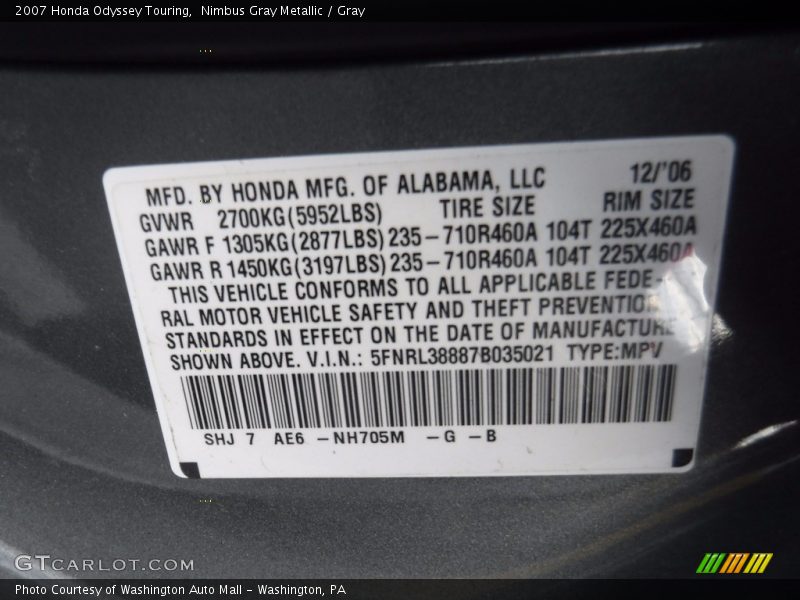 2007 Honda Odyssey Touring, Nimbus Gray Metallic / Gray
MFD. BY HONDA MFG. OF ALABAMA, LLC 12/'06
GVWR 2700KG(5952LBS) TIRE SIZE RIM SIZE
GAWR F 1305KG(2877LBS) 235-710R460A 104T 225X460A
GAWR R 1450KG(3197LBS) 235-710R460A 104T 225X460A
THIS VEHICLE CONFORMS TO ALL APPLICABLE FEDE-
RAL MOTOR VEHICLE SAFETY AND THEFT PREVENTION
STANDARDS IN EFFECT ON THE DATE OF MANUFACTURE
SHOWN ABOVE. V.I.N.: 5FNRL38887B035021 TYPE:MPV
SHJ 7 AE6 -NH705M -G -B
GTCARLOT.COM
Photo Courtesy of Washington Auto Mall - Washington, PA